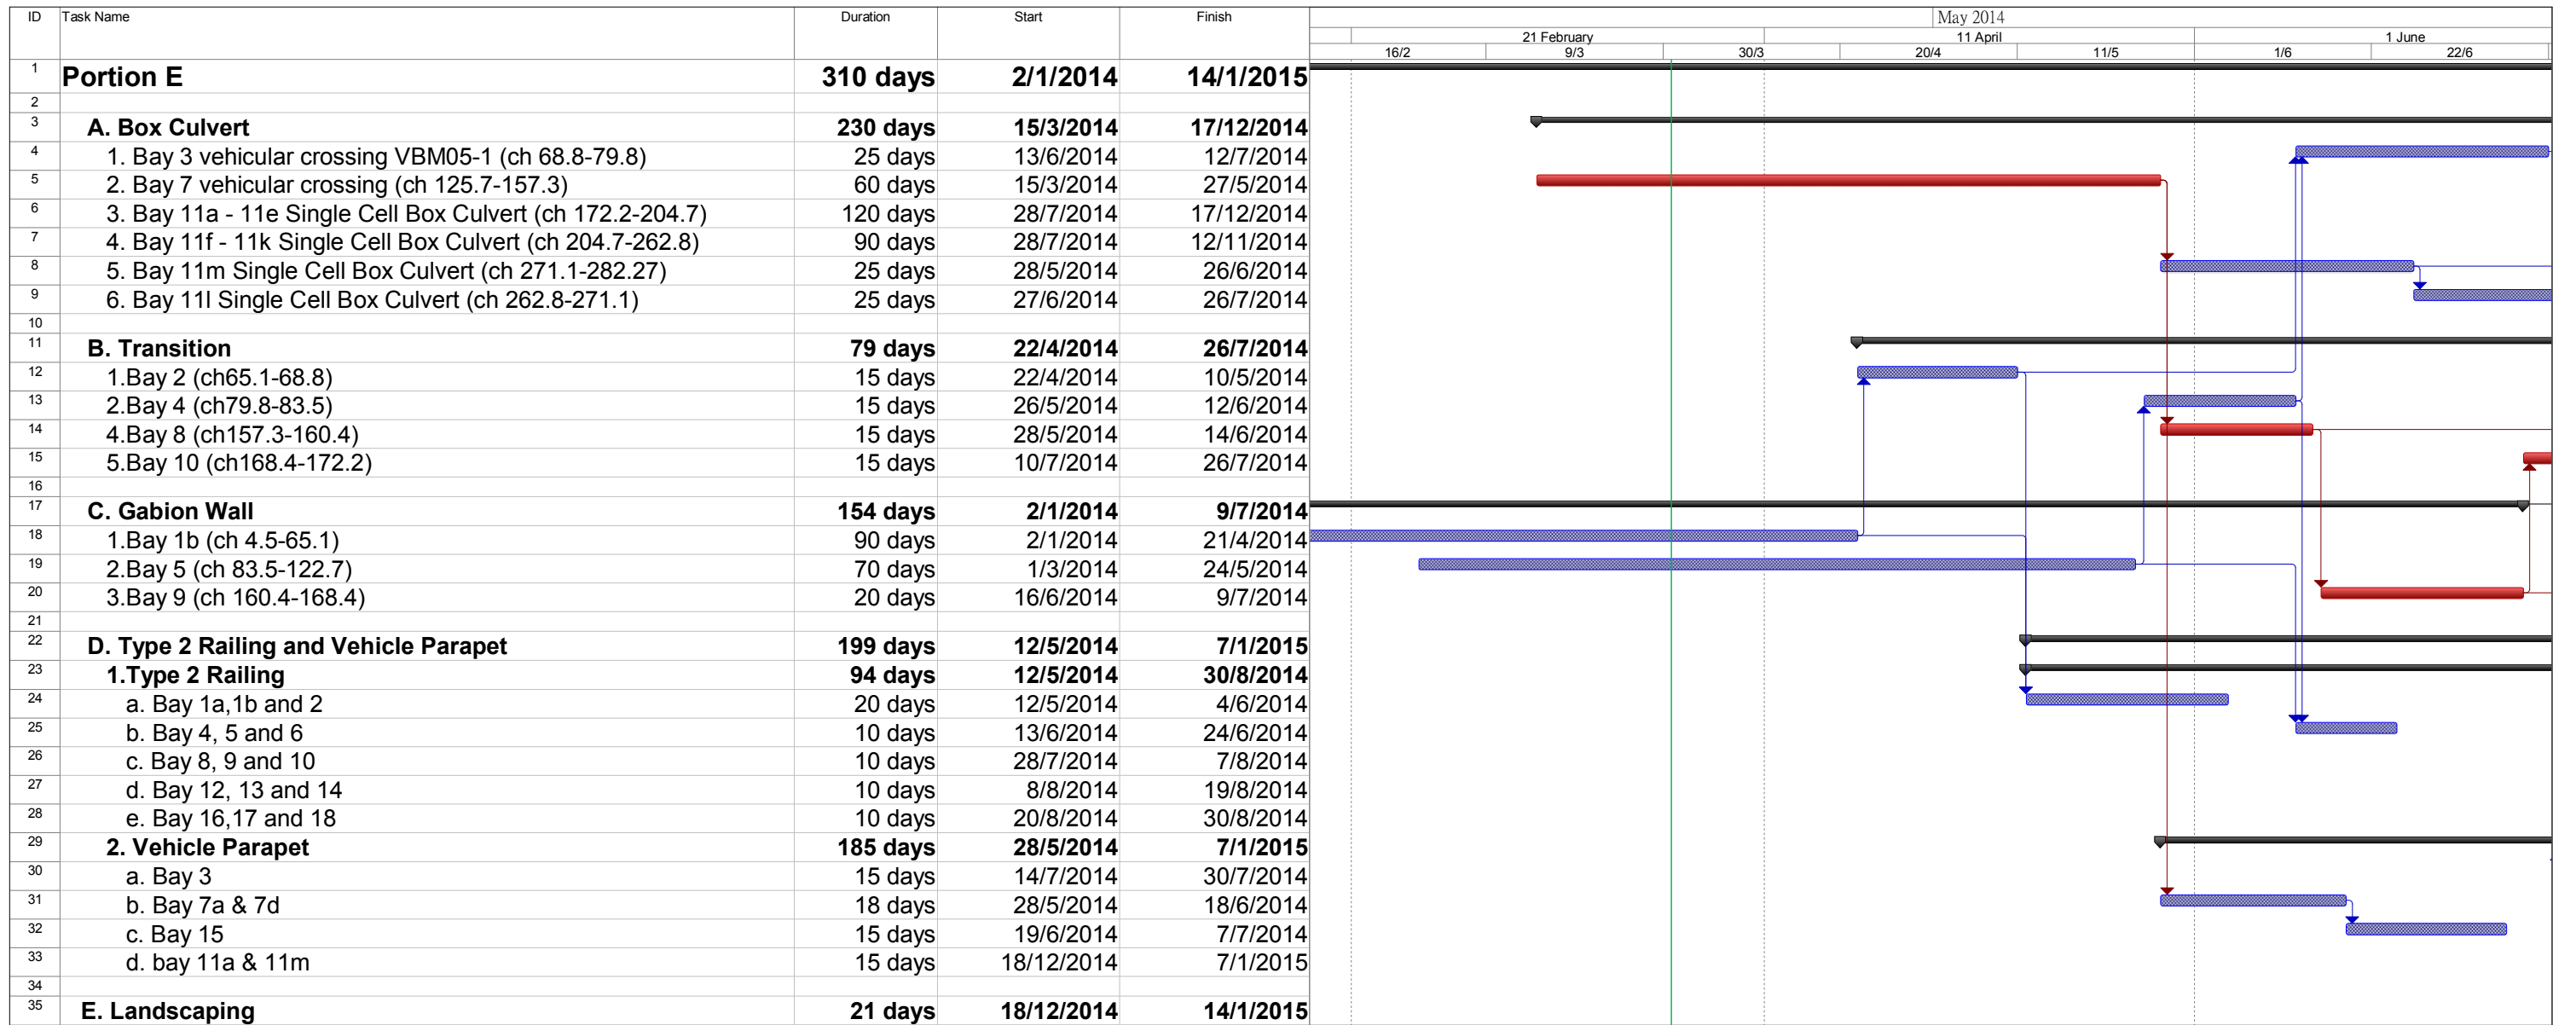 ID Task Name Duration Start Finish May 2014
21 February 11 April 1 June
16/2 9/3 30/3 20/4 11/5 1/6 22/6
1 Portion E 310 days 2/1/2014 14/1/2015
2
3 A. Box Culvert 230 days 15/3/2014 17/12/2014
4 1. Bay 3 vehicular crossing VBM05-1 (ch 68.8-79.8) 25 days 13/6/2014 12/7/2014
5 2. Bay 7 vehicular crossing (ch 125.7-157.3) 60 days 15/3/2014 27/5/2014
6 3. Bay 11a - 11e Single Cell Box Culvert (ch 172.2-204.7) 120 days 28/7/2014 17/12/2014
7 4. Bay 11f - 11k Single Cell Box Culvert (ch 204.7-262.8) 90 days 28/7/2014 12/11/2014
8 5. Bay 11m Single Cell Box Culvert (ch 271.1-282.27) 25 days 28/5/2014 26/6/2014
9 6. Bay 11l Single Cell Box Culvert (ch 262.8-271.1) 25 days 27/6/2014 26/7/2014
10
11 B. Transition 79 days 22/4/2014 26/7/2014
12 1.Bay 2 (ch65.1-68.8) 15 days 22/4/2014 10/5/2014
13 2.Bay 4 (ch79.8-83.5) 15 days 26/5/2014 12/6/2014
14 4.Bay 8 (ch157.3-160.4) 15 days 28/5/2014 14/6/2014
15 5.Bay 10 (ch168.4-172.2) 15 days 10/7/2014 26/7/2014
16
17 C. Gabion Wall 154 days 2/1/2014 9/7/2014
18 1.Bay 1b (ch 4.5-65.1) 90 days 2/1/2014 21/4/2014
19 2.Bay 5 (ch 83.5-122.7) 70 days 1/3/2014 24/5/2014
20 3.Bay 9 (ch 160.4-168.4) 20 days 16/6/2014 9/7/2014
21
22 D. Type 2 Railing and Vehicle Parapet 199 days 12/5/2014 7/1/2015
23 1.Type 2 Railing 94 days 12/5/2014 30/8/2014
24 a. Bay 1a,1b and 2 20 days 12/5/2014 4/6/2014
25 b. Bay 4, 5 and 6 10 days 13/6/2014 24/6/2014
26 c. Bay 8, 9 and 10 10 days 28/7/2014 7/8/2014
27 d. Bay 12, 13 and 14 10 days 8/8/2014 19/8/2014
28 e. Bay 16,17 and 18 10 days 20/8/2014 30/8/2014
29 2. Vehicle Parapet 185 days 28/5/2014 7/1/2015
30 a. Bay 3 15 days 14/7/2014 30/7/2014
31 b. Bay 7a & 7d 18 days 28/5/2014 18/6/2014
32 c. Bay 15 15 days 19/6/2014 7/7/2014
33 d. bay 11a & 11m 15 days 18/12/2014 7/1/2015
34
35 E. Landscaping 21 days 18/12/2014 14/1/2015